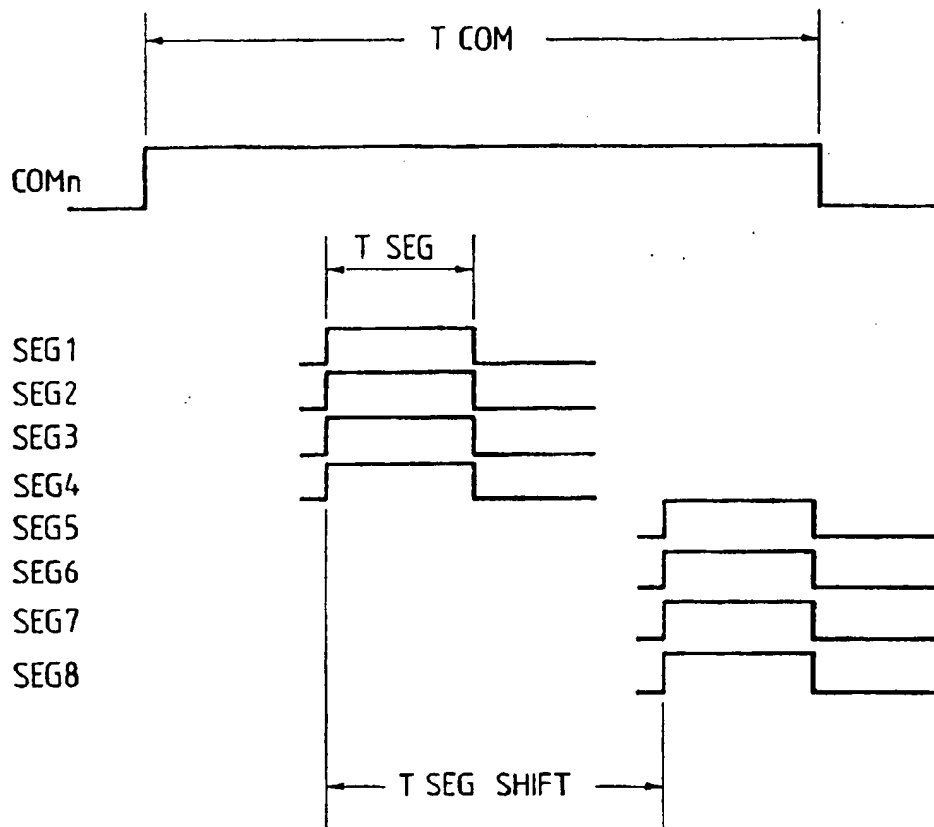 T COM
COMn
T SEG
SEG1
SEG2
SEG3
SEG4
SEG5
SEG6
SEG7
SEG8
T SEG SHIFT